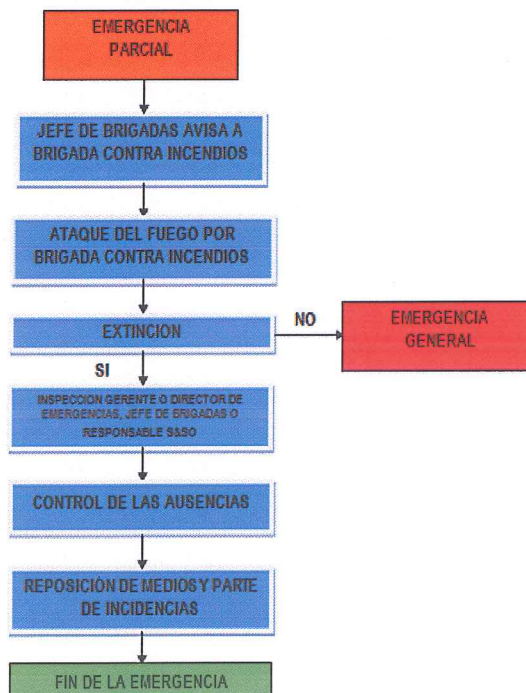 EMERGENCIA
PARCIAL
JEFE DE BRIGADAS AVISA A
BRIGADA CONTRA INCENDIOS
ATAQUE DEL FUEGO POR
BRIGADA CONTRA INCENDIOS
EXTINCION
NO
EMERGENCIA
GENERAL
SI
INSPECCION GERENTE O DIRECTOR DE
EMERGENCIAS, JEFE DE BRIGADAS O
RESPONSABLE S&SO
CONTROL DE LAS AUSENCIAS
REPOSICIÓN DE MEDIOS Y PARTE
DE INCIDENCIAS
FIN DE LA EMERGENCIA